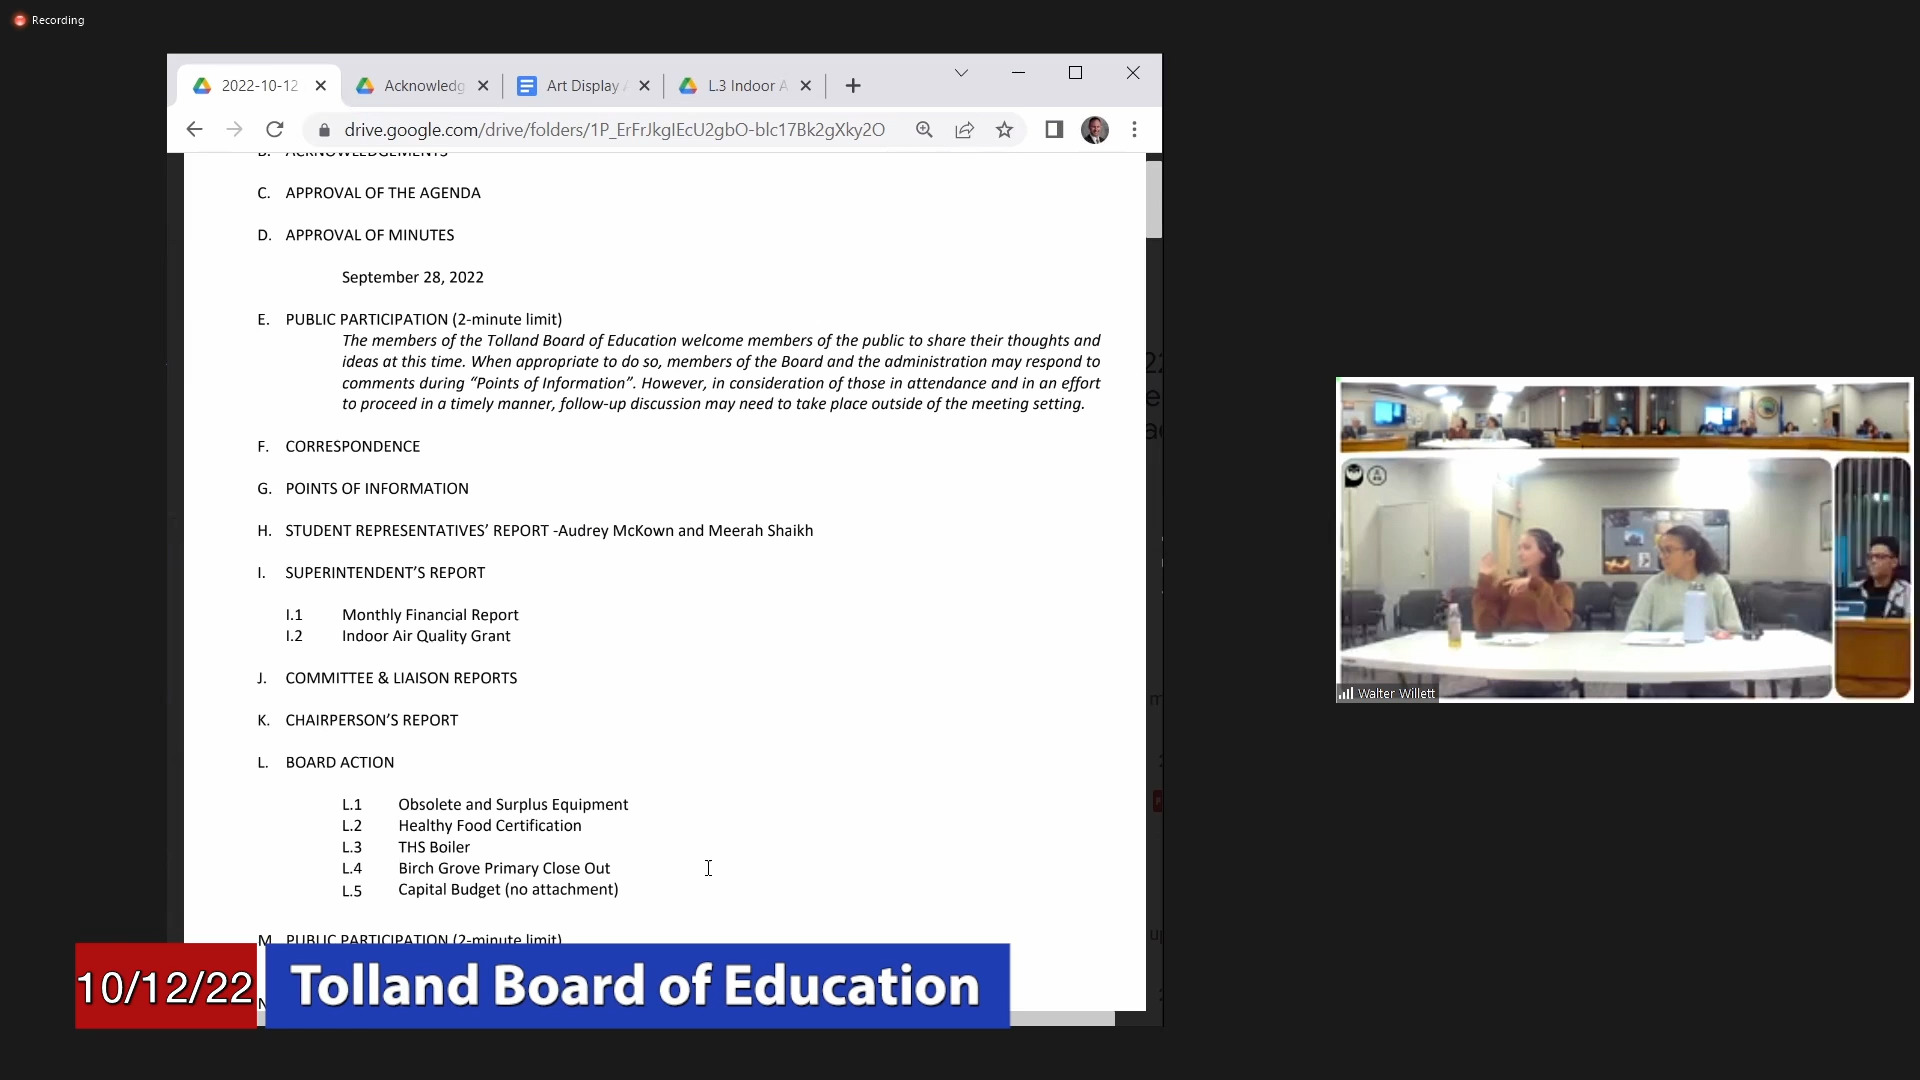 Recording
2022-10-12
Acknowledg
Art Display
L.3 Indoor A
drive.google.com/drive/folders/1P_ErFrJkgIEcU2gbO-blc17Bk2gXky2O
B. ACKNOWLEDGEMENTS
C. APPROVAL OF THE AGENDA
D. APPROVAL OF MINUTES
September 28, 2022
E. PUBLIC PARTICIPATION (2-minute limit)
The members of the Tolland Board of Education welcome members of the public to share their thoughts and
ideas at this time. When appropriate to do so, members of the Board and the administration may respond to
comments during “Points of Information”. However, in consideration of those in attendance and in an effort
to proceed in a timely manner, follow-up discussion may need to take place outside of the meeting setting.
F. CORRESPONDENCE
G. POINTS OF INFORMATION
H. STUDENT REPRESENTATIVES’ REPORT -Audrey McKown and Meerah Shaikh
I. SUPERINTENDENT’S REPORT
I.1 Monthly Financial Report
I.2 Indoor Air Quality Grant
J. COMMITTEE & LIAISON REPORTS
K. CHAIRPERSON’S REPORT
L. BOARD ACTION
L.1 Obsolete and Surplus Equipment
L.2 Healthy Food Certification
L.3 THS Boiler
L.4 Birch Grove Primary Close Out
L.5 Capital Budget (no attachment)
M. PUBLIC PARTICIPATION (2-minute limit)
N
10/12/22
Tolland Board of Education
Walter Willett